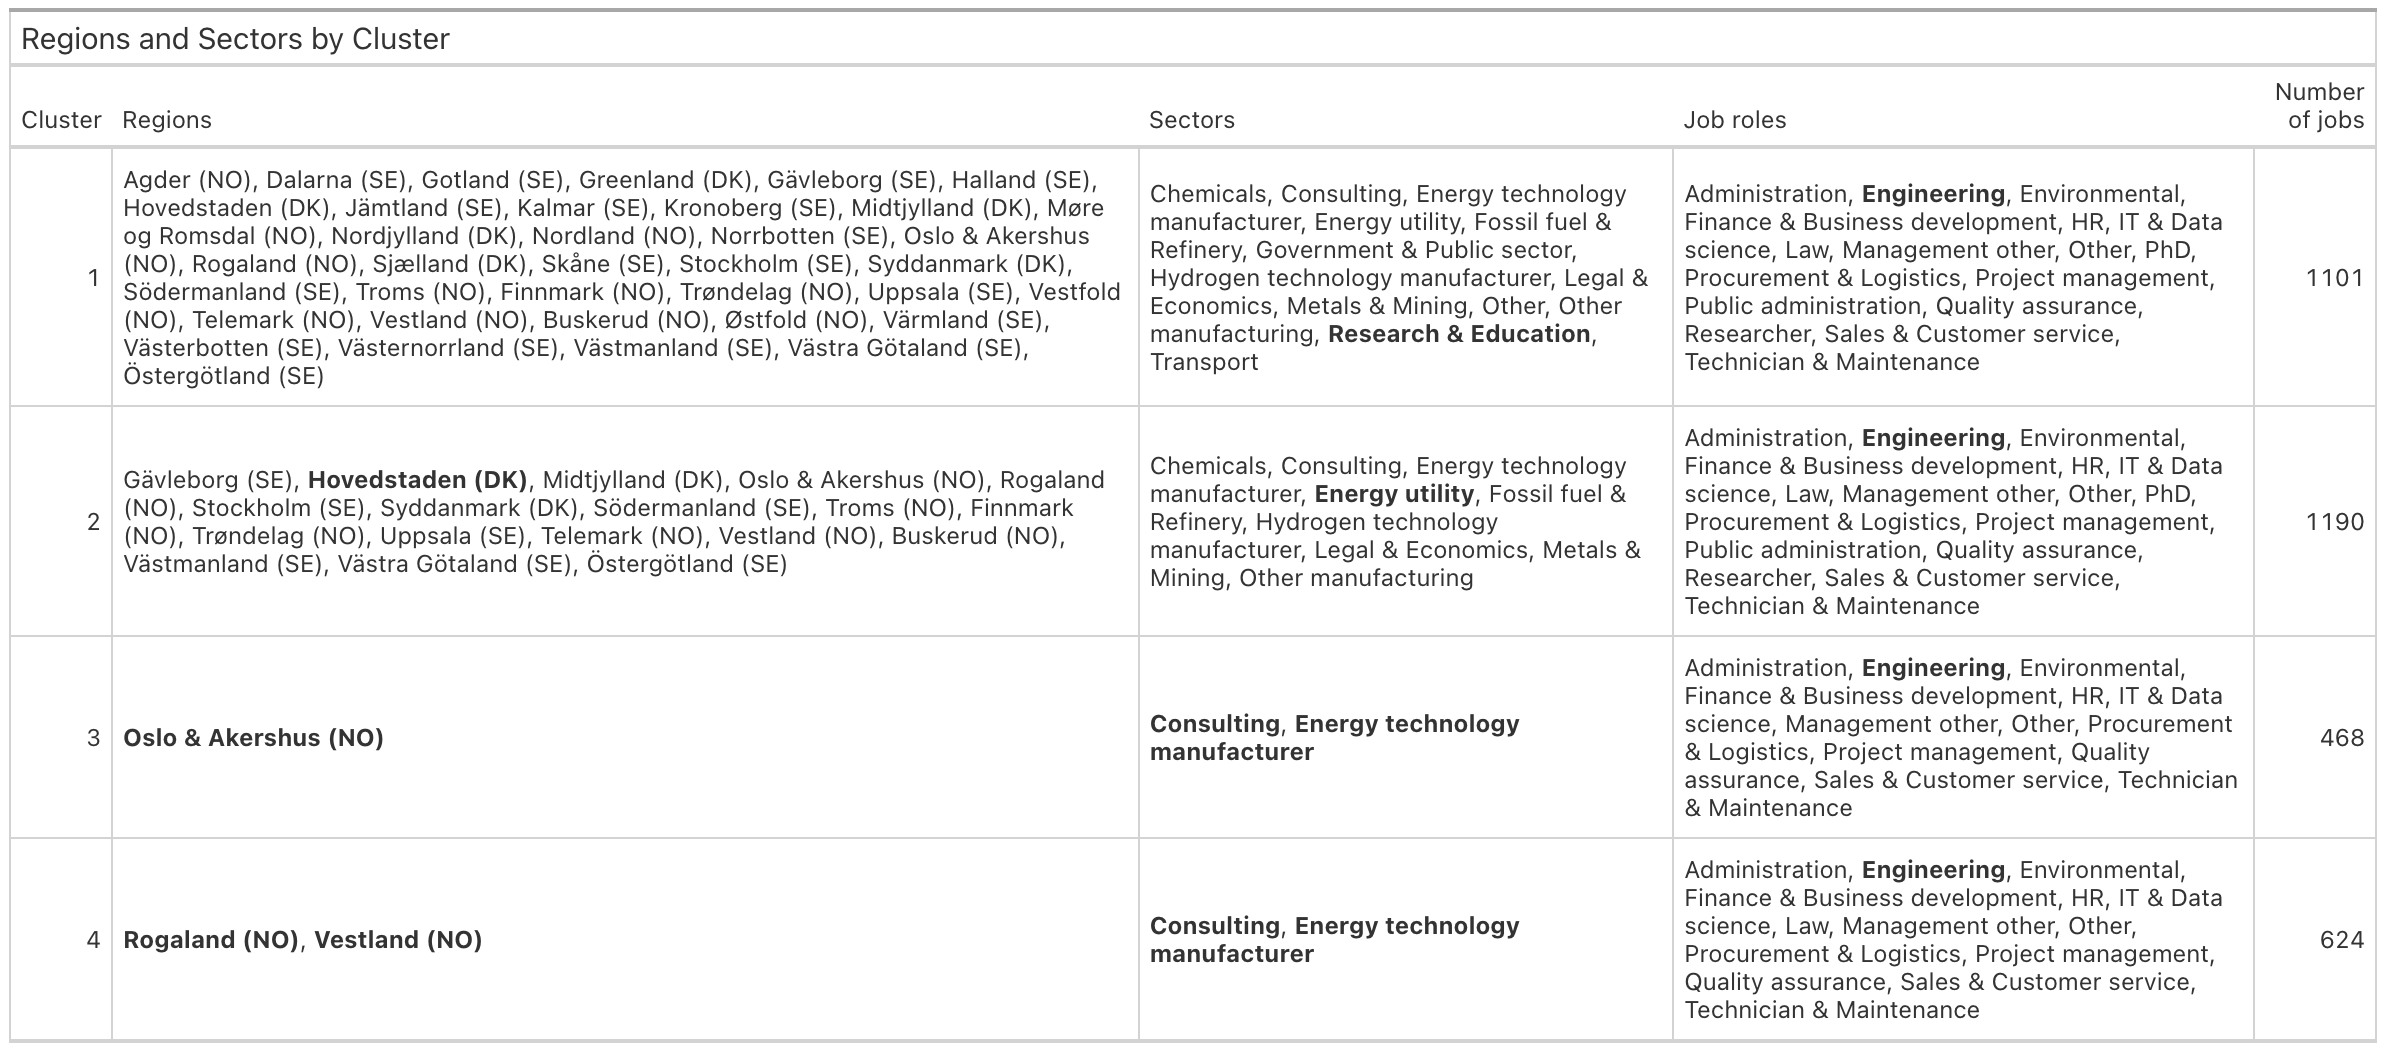 Regions and Sectors by Cluster
Cluster
Regions
Sectors
Job roles
Number
of jobs
1
Agder (NO), Dalarna (SE), Gotland (SE), Greenland (DK), Gävleborg (SE), Halland (SE),
Hovedstaden (DK), Jämtland (SE), Kalmar (SE), Kronoberg (SE), Midtjylland (DK), Møre
og Romsdal (NO), Nordjylland (DK), Nordland (NO), Norrbotten (SE), Oslo & Akershus
(NO), Rogaland (NO), Sjælland (DK), Skåne (SE), Stockholm (SE), Syddanmark (DK),
Södermanland (SE), Troms (NO), Finnmark (NO), Trøndelag (NO), Uppsala (SE), Vestfold
(NO), Telemark (NO), Vestland (NO), Buskerud (NO), Østfold (NO), Värmland (SE),
Västerbotten (SE), Västernorrland (SE), Västmanland (SE), Västra Götaland (SE),
Östergötland (SE)
Chemicals, Consulting, Energy technology
manufacturer, Energy utility, Fossil fuel &
Refinery, Government & Public sector,
Hydrogen technology manufacturer, Legal &
Economics, Metals & Mining, Other, Other
manufacturing, Research & Education,
Transport
Administration, Engineering, Environmental,
Finance & Business development, HR, IT & Data
science, Law, Management other, Other, PhD,
Procurement & Logistics, Project management,
Public administration, Quality assurance,
Researcher, Sales & Customer service,
Technician & Maintenance
1101
2
Gävleborg (SE), Hovedstaden (DK), Midtjylland (DK), Oslo & Akershus (NO), Rogaland
(NO), Stockholm (SE), Syddanmark (DK), Södermanland (SE), Troms (NO), Finnmark
(NO), Trøndelag (NO), Uppsala (SE), Telemark (NO), Vestland (NO), Buskerud (NO),
Västmanland (SE), Västra Götaland (SE), Östergötland (SE)
Chemicals, Consulting, Energy technology
manufacturer, Energy utility, Fossil fuel &
Refinery, Hydrogen technology
manufacturer, Legal & Economics, Metals &
Mining, Other manufacturing
Administration, Engineering, Environmental,
Finance & Business development, HR, IT & Data
science, Law, Management other, Other, PhD,
Procurement & Logistics, Project management,
Public administration, Quality assurance,
Researcher, Sales & Customer service,
Technician & Maintenance
1190
3
Oslo & Akershus (NO)
Consulting, Energy technology
manufacturer
Administration, Engineering, Environmental,
Finance & Business development, HR, IT & Data
science, Management other, Other, Procurement
& Logistics, Project management, Quality
assurance, Sales & Customer service, Technician
& Maintenance
468
4
Rogaland (NO), Vestland (NO)
Consulting, Energy technology
manufacturer
Administration, Engineering, Environmental,
Finance & Business development, HR, IT & Data
science, Law, Management other, Other,
Procurement & Logistics, Project management,
Quality assurance, Sales & Customer service,
Technician & Maintenance
624